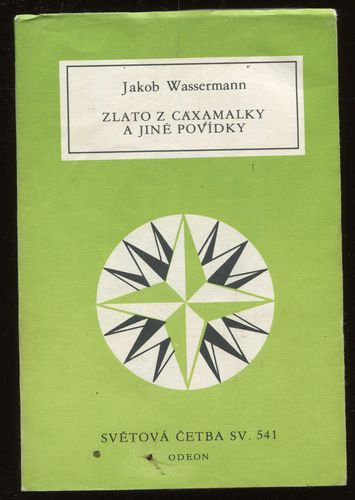 Jakob Wassermann
ZLATO Z CAXAMALKY
A JINÉ POVÍDKY
SVĚTOVÁ ČETBA SV. 541
ODEON